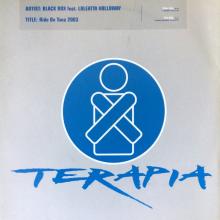 ARTIST: BLACK BOX feat. LOLEATTA HOLLOWAY
TITLE: Ride On Time 2003
TERAPIA